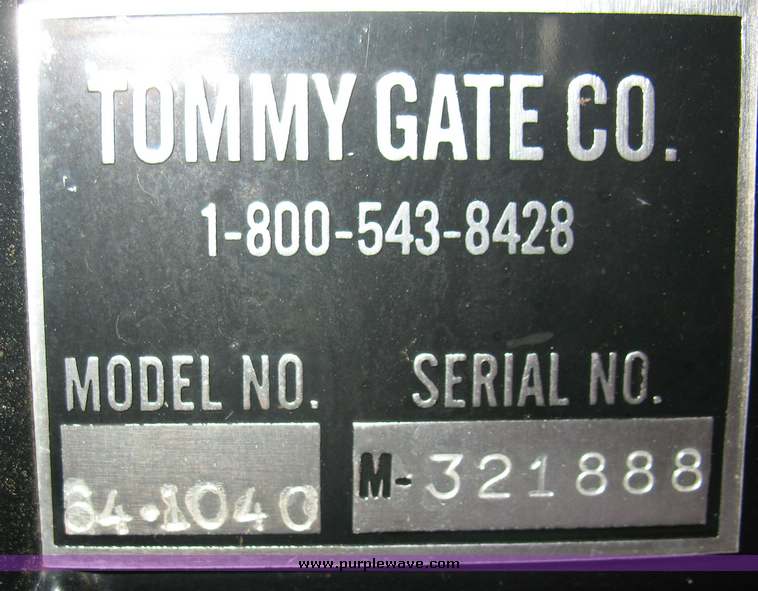 TOMMY GATE CO.
1-800-543-8428
MODEL NO. SERIAL NO.
64·1040 M-321888
www.purplewave.com